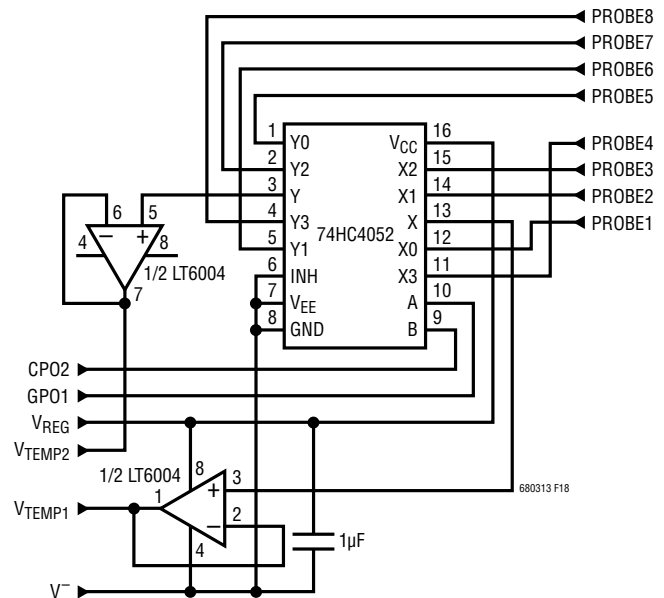 PROBE8
PROBE7
PROBE6
PROBE5
PROBE4
PROBE3
PROBE2
PROBE1
1 Y0 VCC 16
2 Y2 X2 15
3 Y X1 14
4 Y3 X 13
74HC4052
5 Y1 X0 12
6 INH X3 11
7 VEE A 10
8 GND B 9
6 5
4 − + 8
1/2 LT6004
7
CPO2
GPO1
VREG
VTEMP2
1/2 LT6004 8
VTEMP1 1 + 3
− 2
4
1µF
V−
680313 F18